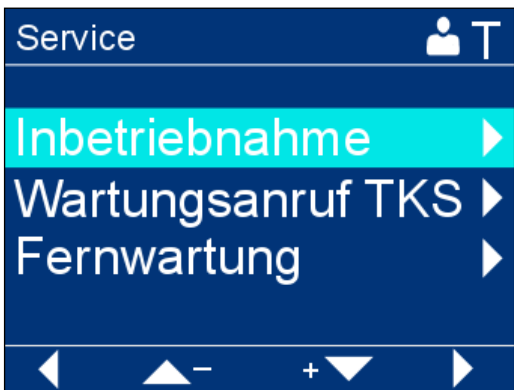 Service T
Inbetriebnahme
Wartungsanruf TKS
Fernwartung
- +